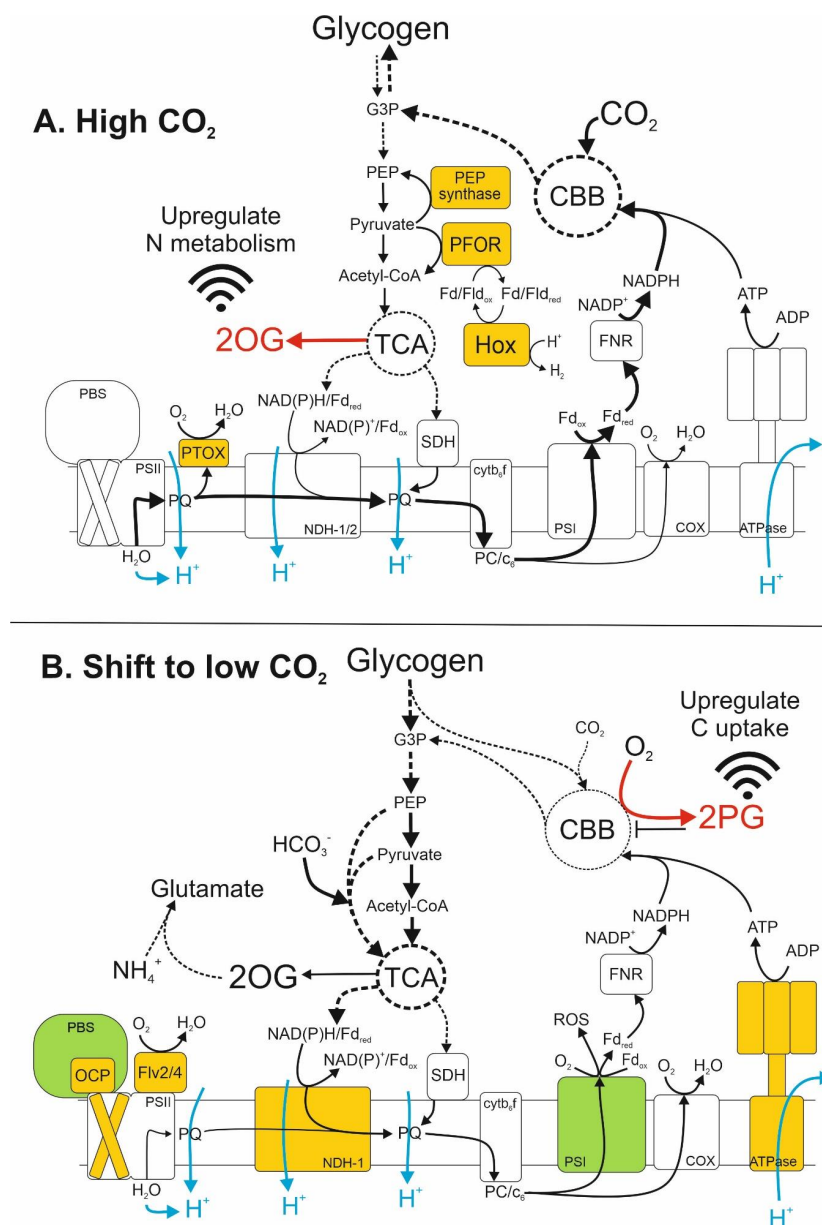 Glycogen
G3P
A. High CO₂
CO₂
PEP
PEP
synthase
CBB
Upregulate
N metabolism
Pyruvate
PFOR
Acetyl-CoA
NADPH
Fd/Fldₒₓ Fd/Fld_red
NADP⁺
ATP
ADP
2OG
TCA
Hox
H⁺
H₂
FNR
PBS
NAD(P)H/Fd_red
O₂ H₂O
NAD(P)⁺/Fdₒₓ
SDH
Fdₒₓ Fd_red
O₂ H₂O
PTOX
PSII
cytb₆f
PQ
PQ
NDH-1/2
PSI
COX
ATPase
H₂O
PC/c₆
H⁺
H⁺
H⁺
H⁺
B. Shift to low CO₂
Glycogen
Upregulate
C uptake
G3P
CO₂
O₂
PEP
CBB
2PG
HCO₃⁻
Pyruvate
Glutamate
Acetyl-CoA
NADPH
NADP⁺
ATP
ADP
NH₄⁺
2OG
TCA
FNR
PBS
O₂ H₂O
NAD(P)H/Fd_red
ROS
Fd_red
NAD(P)⁺/Fdₒₓ
O₂
Fdₒₓ
O₂ H₂O
OCP
Flv2/4
SDH
PSII
cytb₆f
PQ
PQ
NDH-1
PSI
COX
ATPase
H₂O
PC/c₆
H⁺
H⁺
H⁺
H⁺